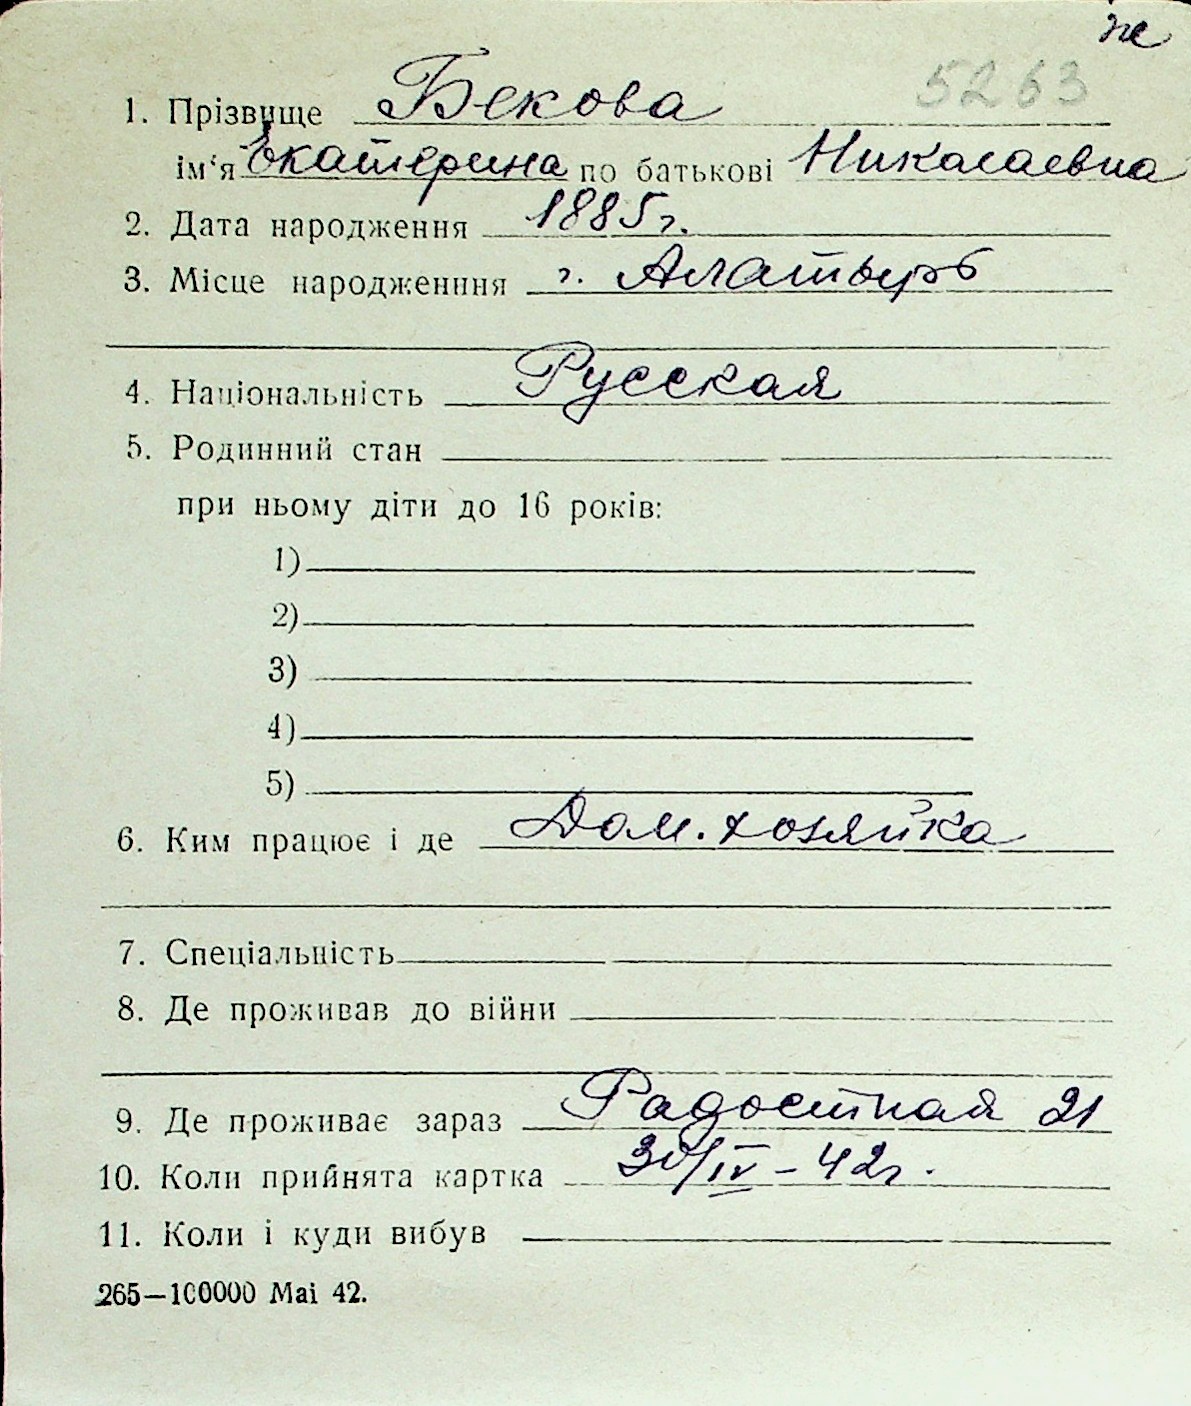 не
5263
1. Прізвище Бекова
ім‘я Екатерина по батькові Николаевна
2. Дата народження 1885 г.
3. Місце народженння г. Алатырь
4. Національність Русская
5. Родинний стан
при ньому діти до 16 років:
1)
2)
3)
4)
5)
6. Ким працює і де Дом. хозяйка
7. Спеціальність
8. Де проживав до війни
9. Де проживає зараз Радостная 21
10. Коли прийнята картка 30/IV – 42 г.
11. Коли і куди вибув
265—100000 Mai 42.